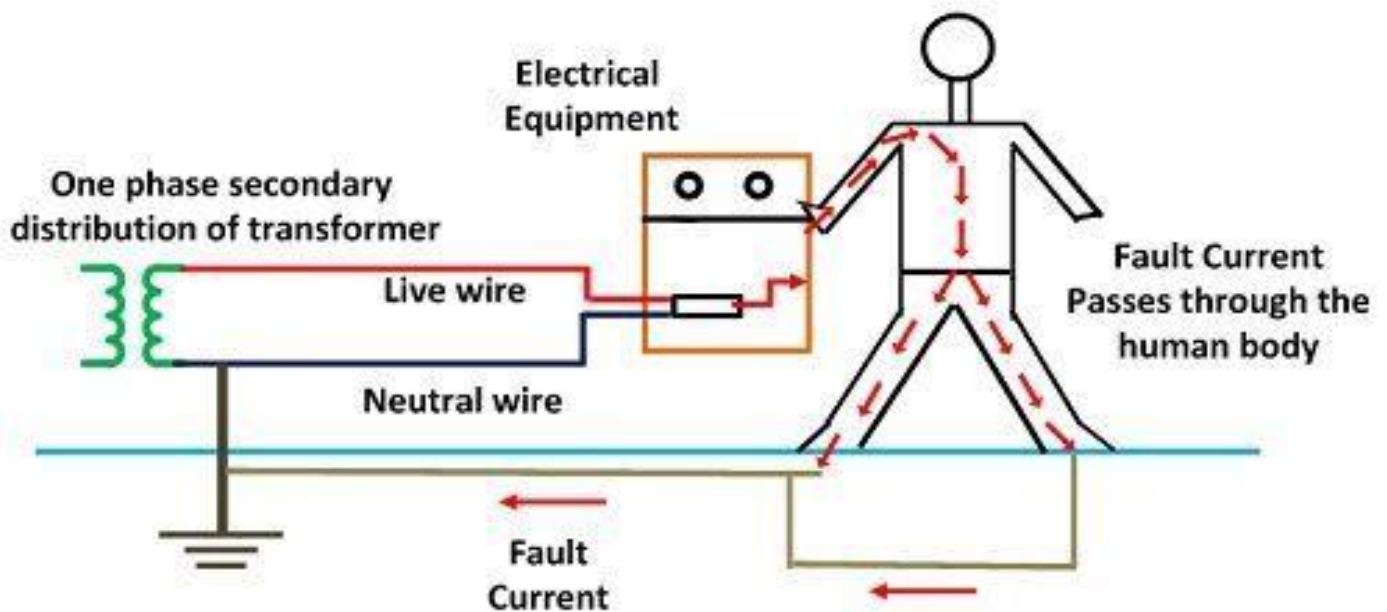 Electrical
Equipment
One phase secondary
distribution of transformer
Live wire
Fault Current
Passes through the
human body
Neutral wire
Fault
Current